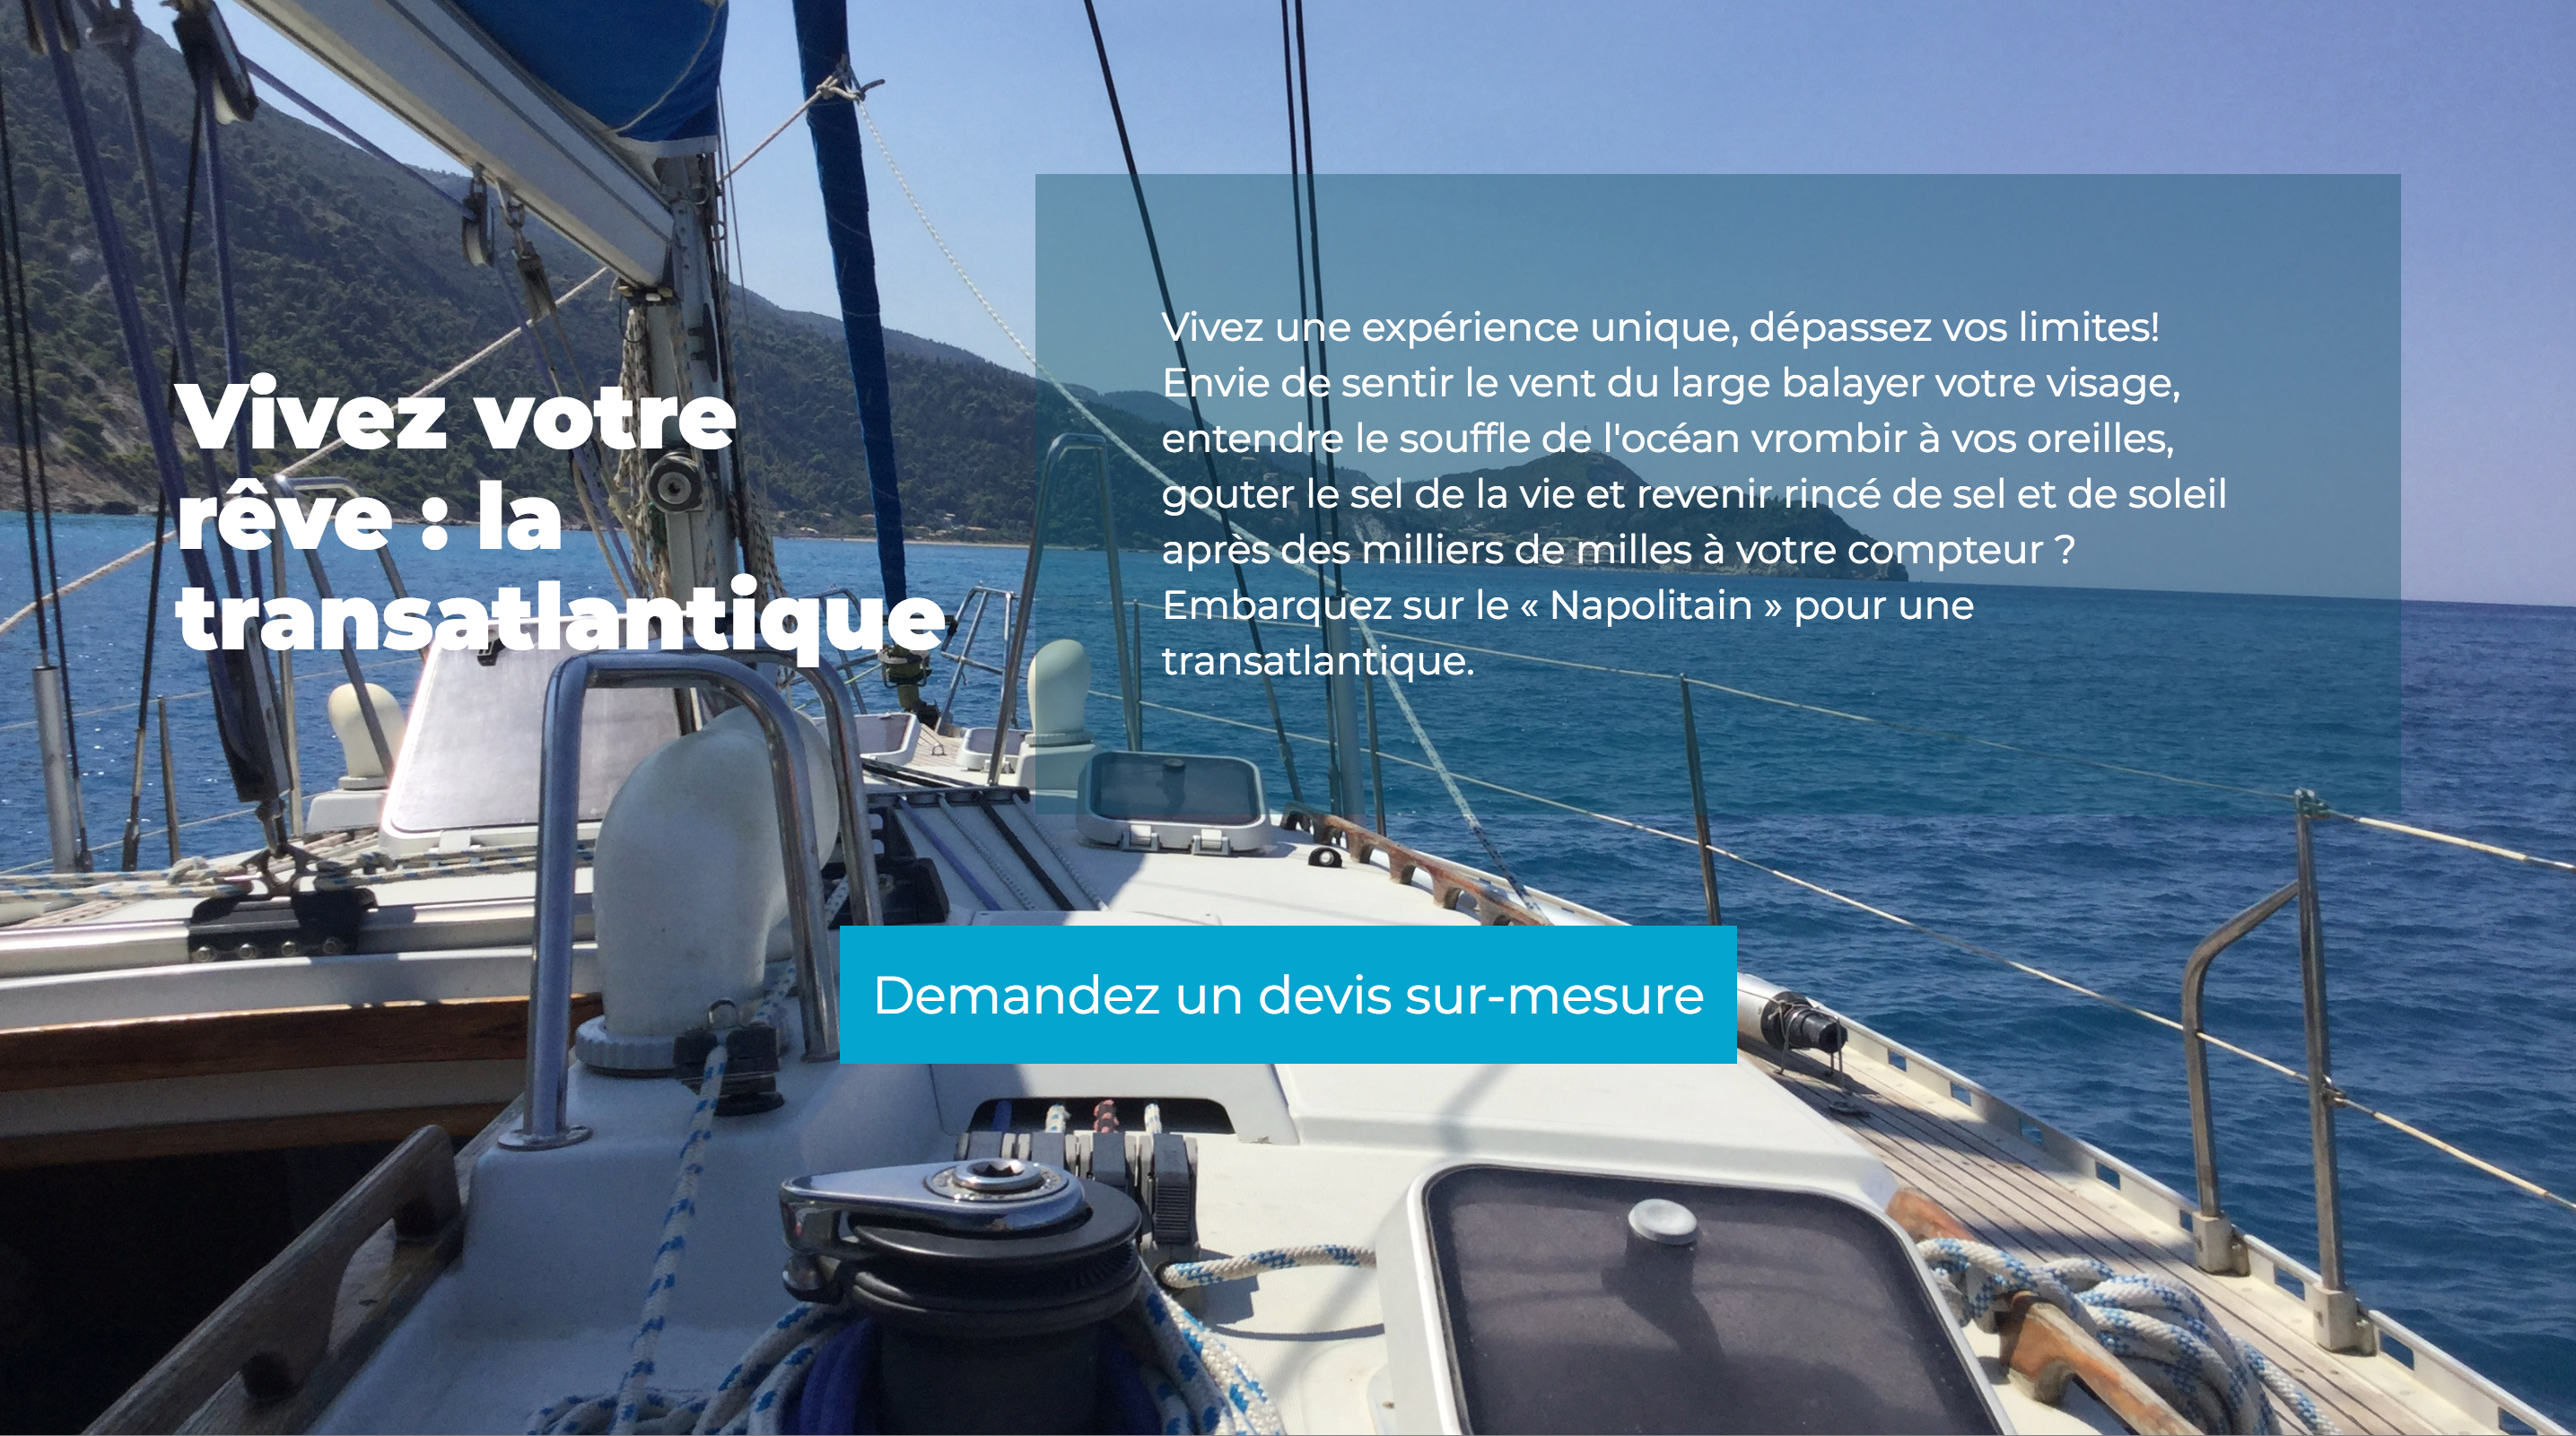 Vivez votre
rêve : la
transatlantique
Vivez une expérience unique, dépassez vos limites!
Envie de sentir le vent du large balayer votre visage,
entendre le souffle de l'océan vrombir à vos oreilles,
gouter le sel de la vie et revenir rincé de sel et de soleil
après des milliers de milles à votre compteur ?
Embarquez sur le « Napolitain » pour une
transatlantique.
Demandez un devis sur-mesure